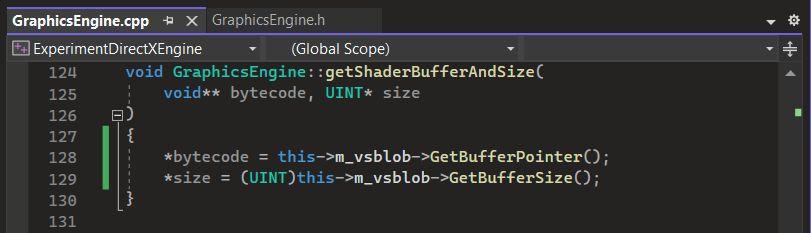 GraphicsEngine.cpp GraphicsEngine.h
ExperimentDirectXEngine (Global Scope)
124 void GraphicsEngine::getShaderBufferAndSize(
125 void** bytecode, UINT* size
126 )
127 {
128 *bytecode = this->m_vsblob->GetBufferPointer();
129 *size = (UINT)this->m_vsblob->GetBufferSize();
130 }
131